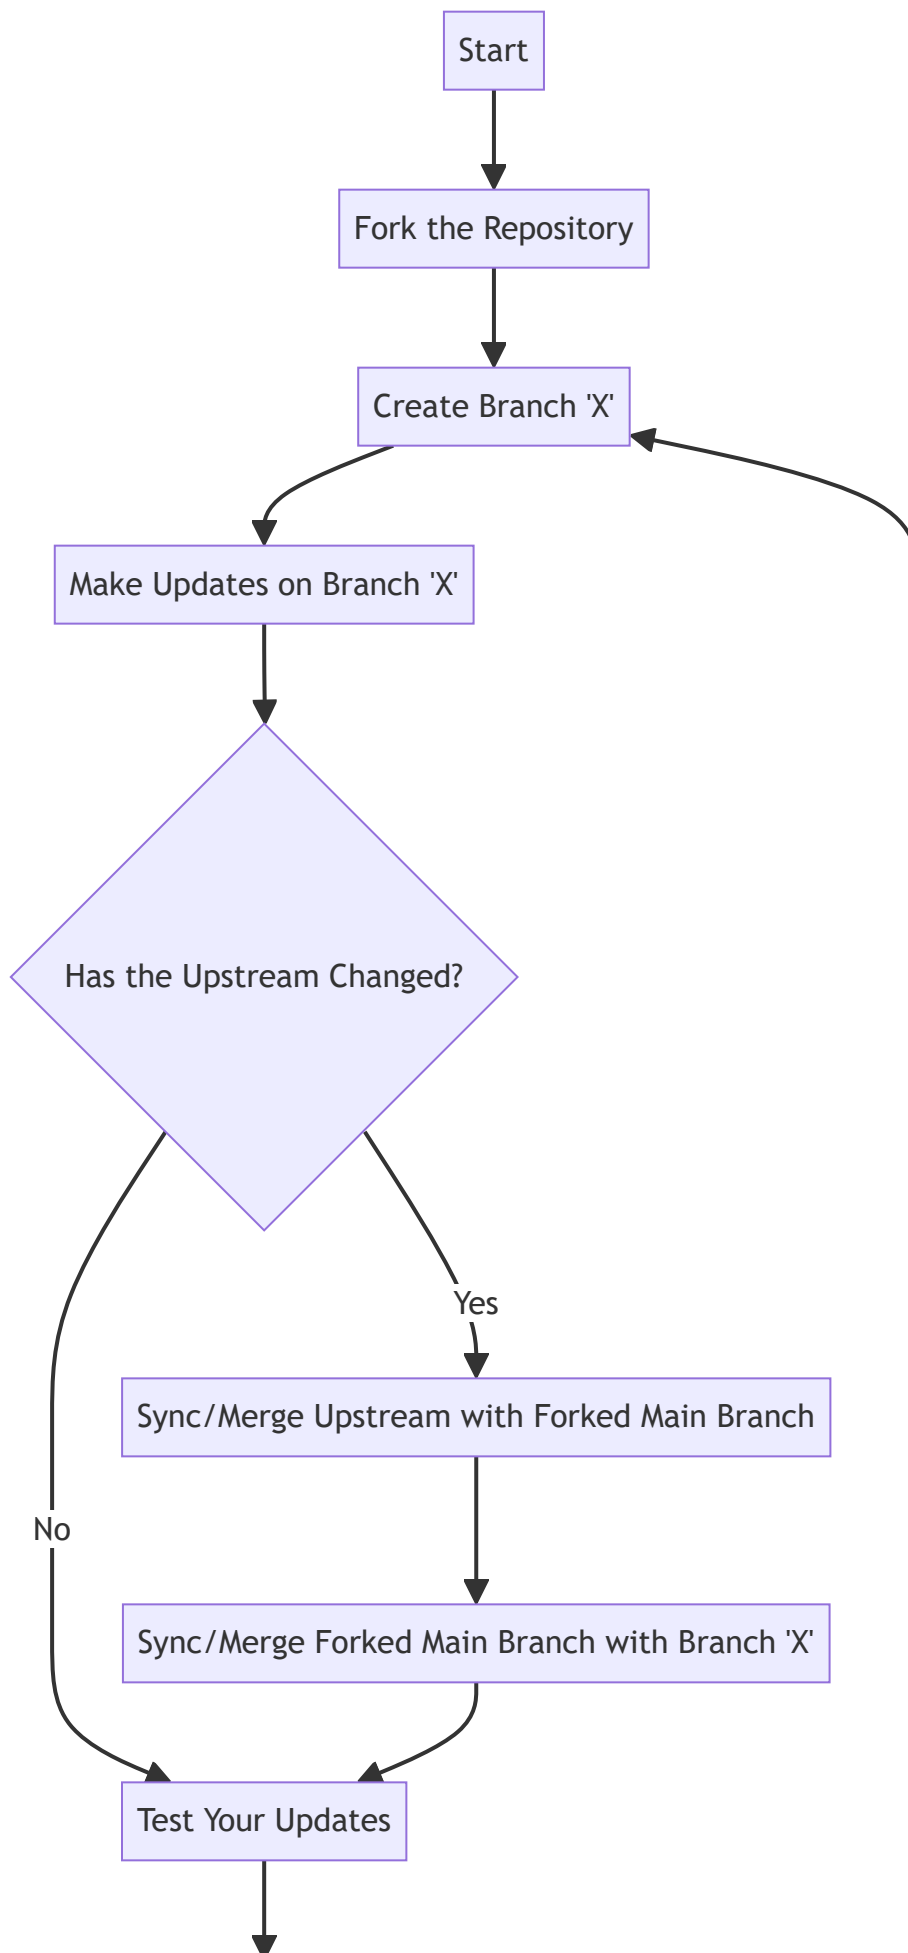 Start
Fork the Repository
Create Branch 'X'
Make Updates on Branch 'X'
Has the Upstream Changed?
Yes
Sync/Merge Upstream with Forked Main Branch
No
Sync/Merge Forked Main Branch with Branch 'X'
Test Your Updates